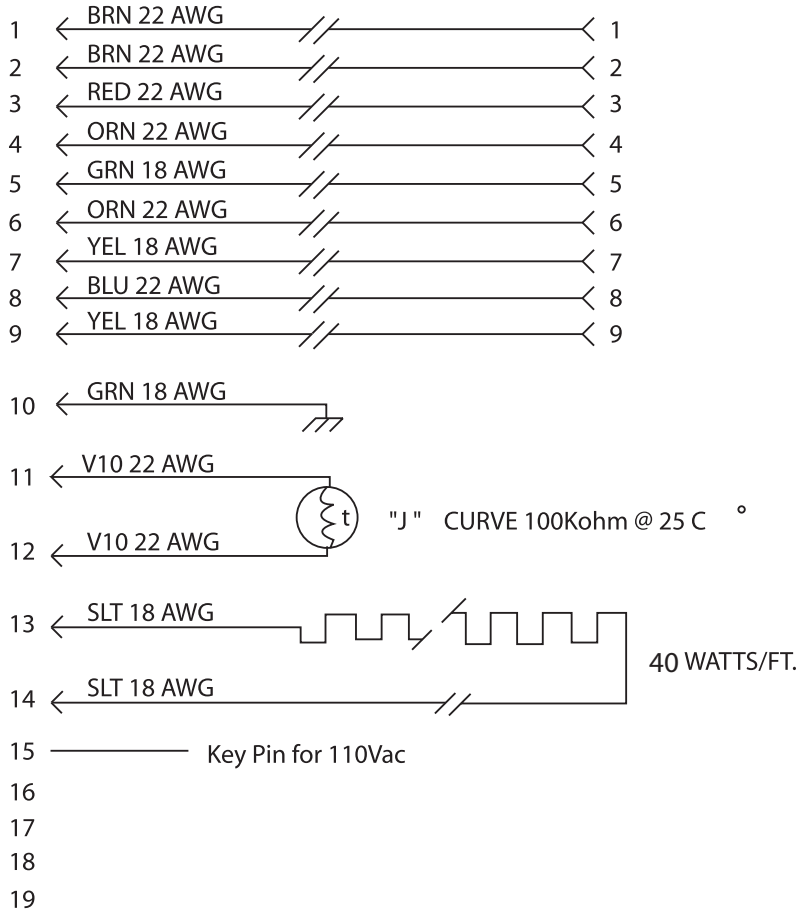 1 BRN 22 AWG 1
2 BRN 22 AWG 2
3 RED 22 AWG 3
4 ORN 22 AWG 4
5 GRN 18 AWG 5
6 ORN 22 AWG 6
7 YEL 18 AWG 7
8 BLU 22 AWG 8
9 YEL 18 AWG 9
10 GRN 18 AWG
11 V10 22 AWG
t "J " CURVE 100Kohm @ 25 C °
12 V10 22 AWG
13 SLT 18 AWG
40 WATTS/FT.
14 SLT 18 AWG
15 Key Pin for 110Vac
16
17
18
19